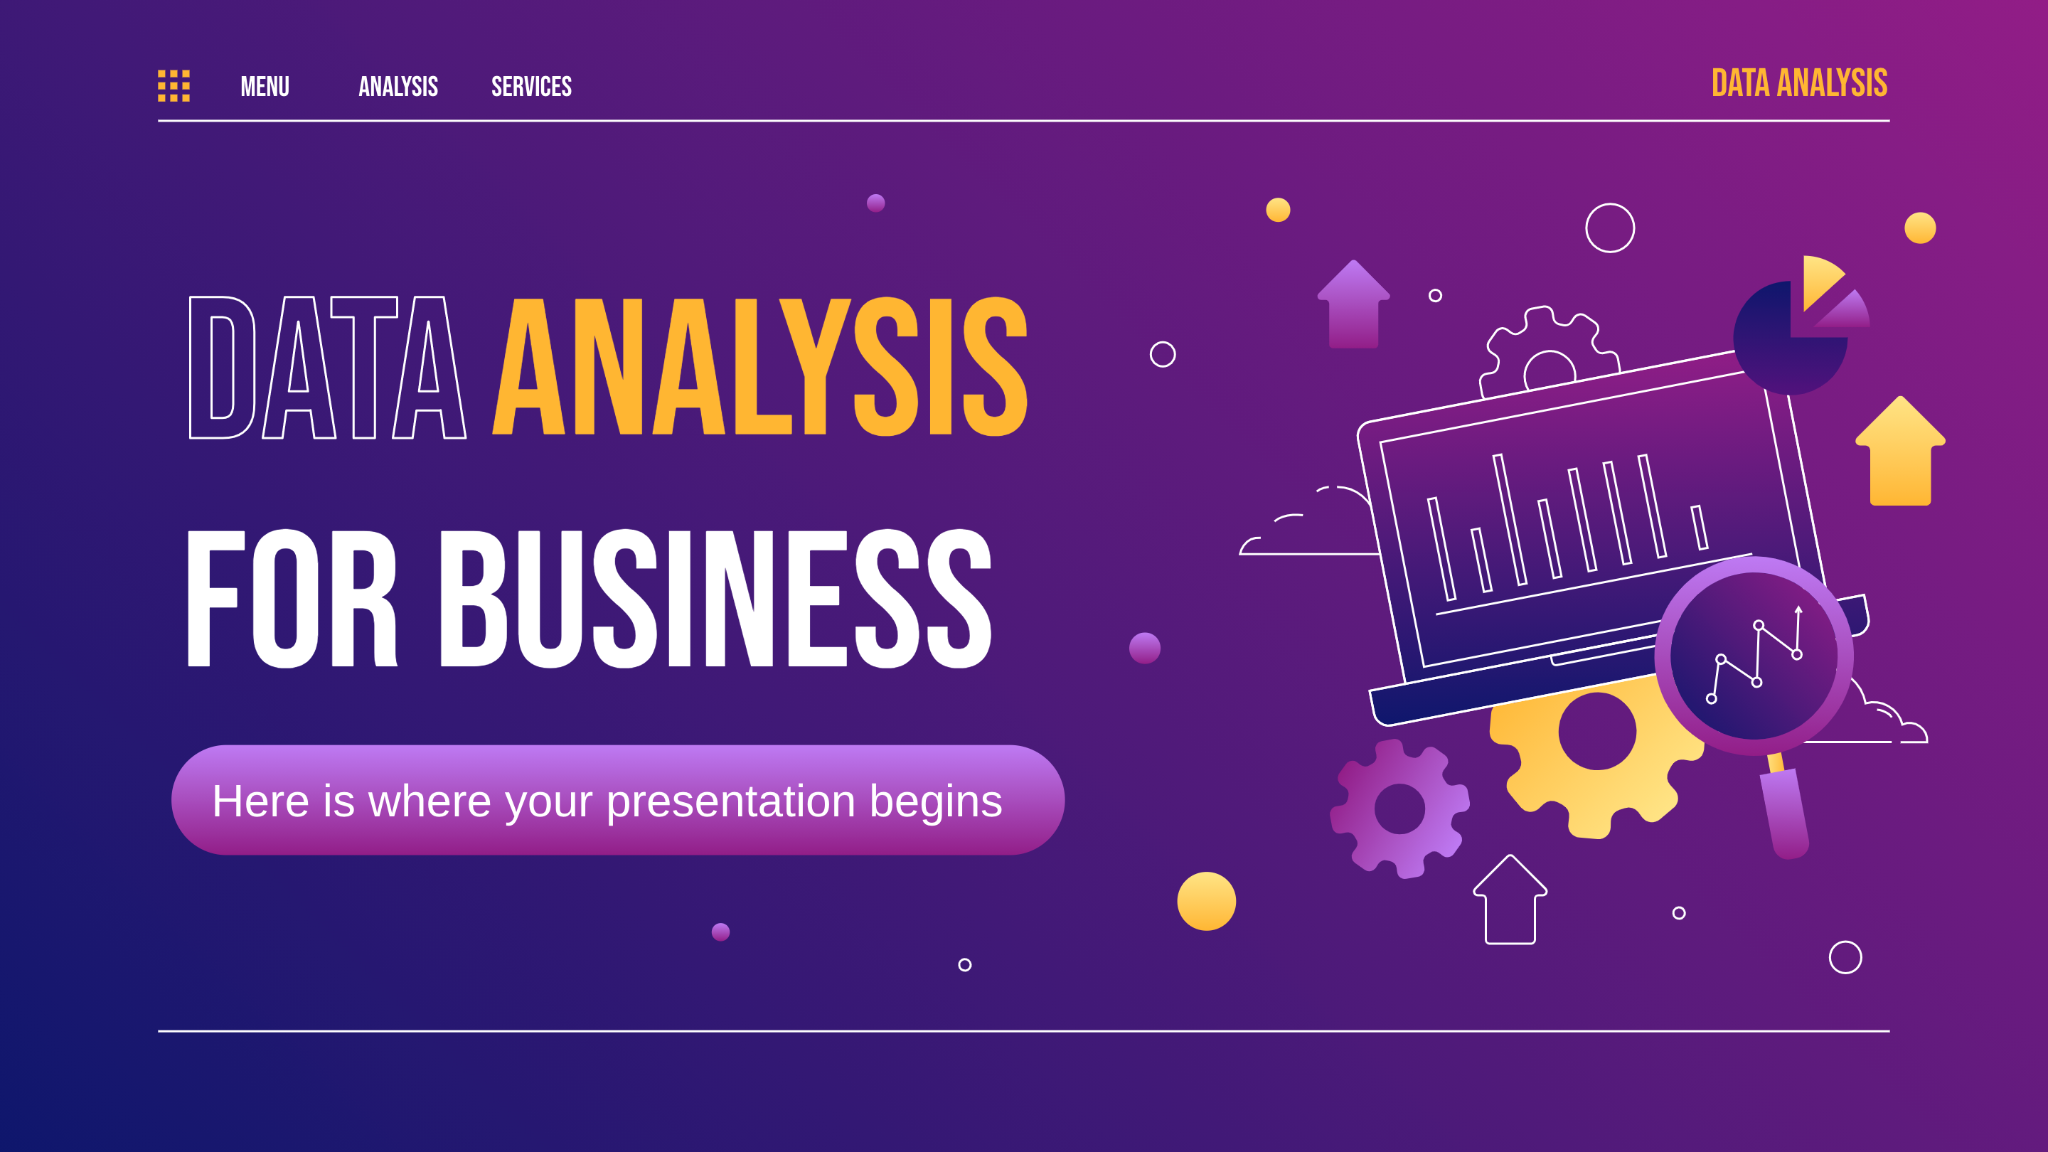 MENU ANALYSIS SERVICES DATA ANALYSIS
DATA ANALYSIS
FOR BUSINESS
Here is where your presentation begins